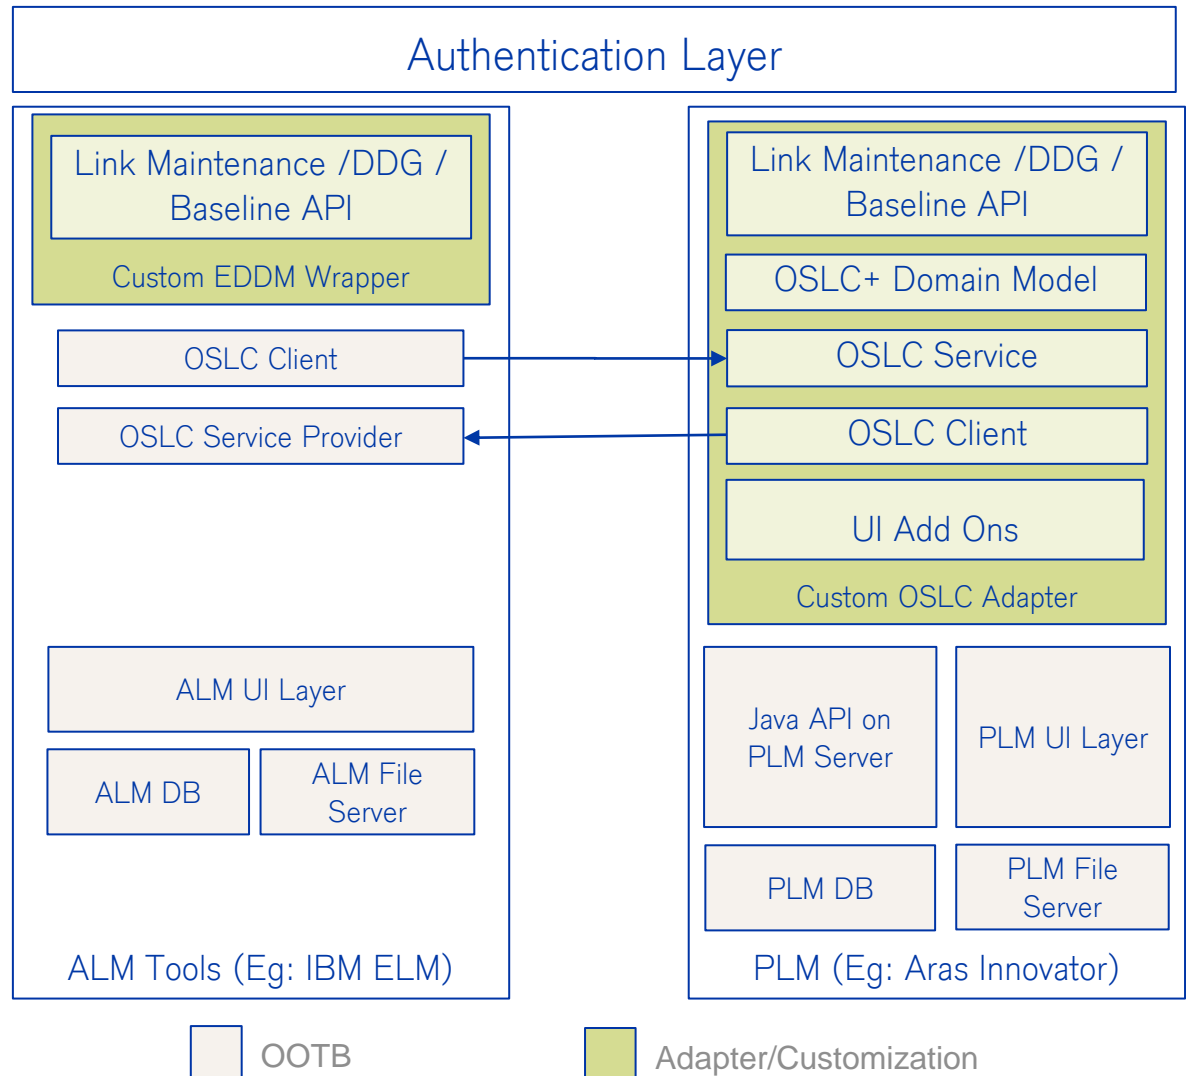 Authentication Layer
Link Maintenance /DDG /
Baseline API
Custom EDDM Wrapper
OSLC Client
OSLC Service Provider
ALM UI Layer
ALM DB
ALM File
Server
ALM Tools (Eg: IBM ELM)
Link Maintenance /DDG /
Baseline API
OSLC+ Domain Model
OSLC Service
OSLC Client
UI Add Ons
Custom OSLC Adapter
Java API on
PLM Server
PLM UI Layer
PLM DB
PLM File
Server
PLM (Eg: Aras Innovator)
OOTB
Adapter/Customization